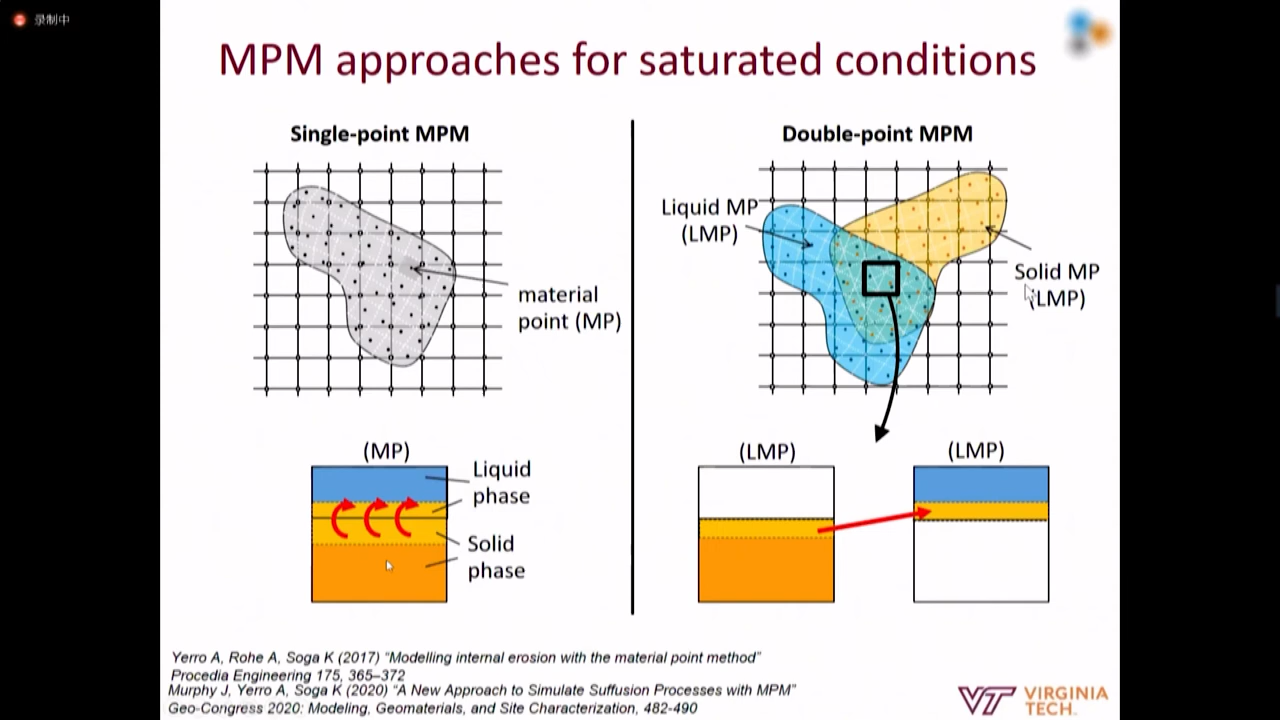 录制中
MPM approaches for saturated conditions
Single-point MPM
material
point (MP)
(MP)
Liquid
phase
Solid
phase
Double-point MPM
Liquid MP
(LMP)
Solid MP
(LMP)
(LMP)
(LMP)
Yerro A, Rohe A, Soga K (2017) “Modelling internal erosion with the material point method”
Procedia Engineering 175, 365–372
Murphy J, Yerro A, Soga K (2020) “A New Approach to Simulate Suffusion Processes with MPM”
Geo-Congress 2020: Modeling, Geomaterials, and Site Characterization, 482-490
VT VIRGINIA
TECH.